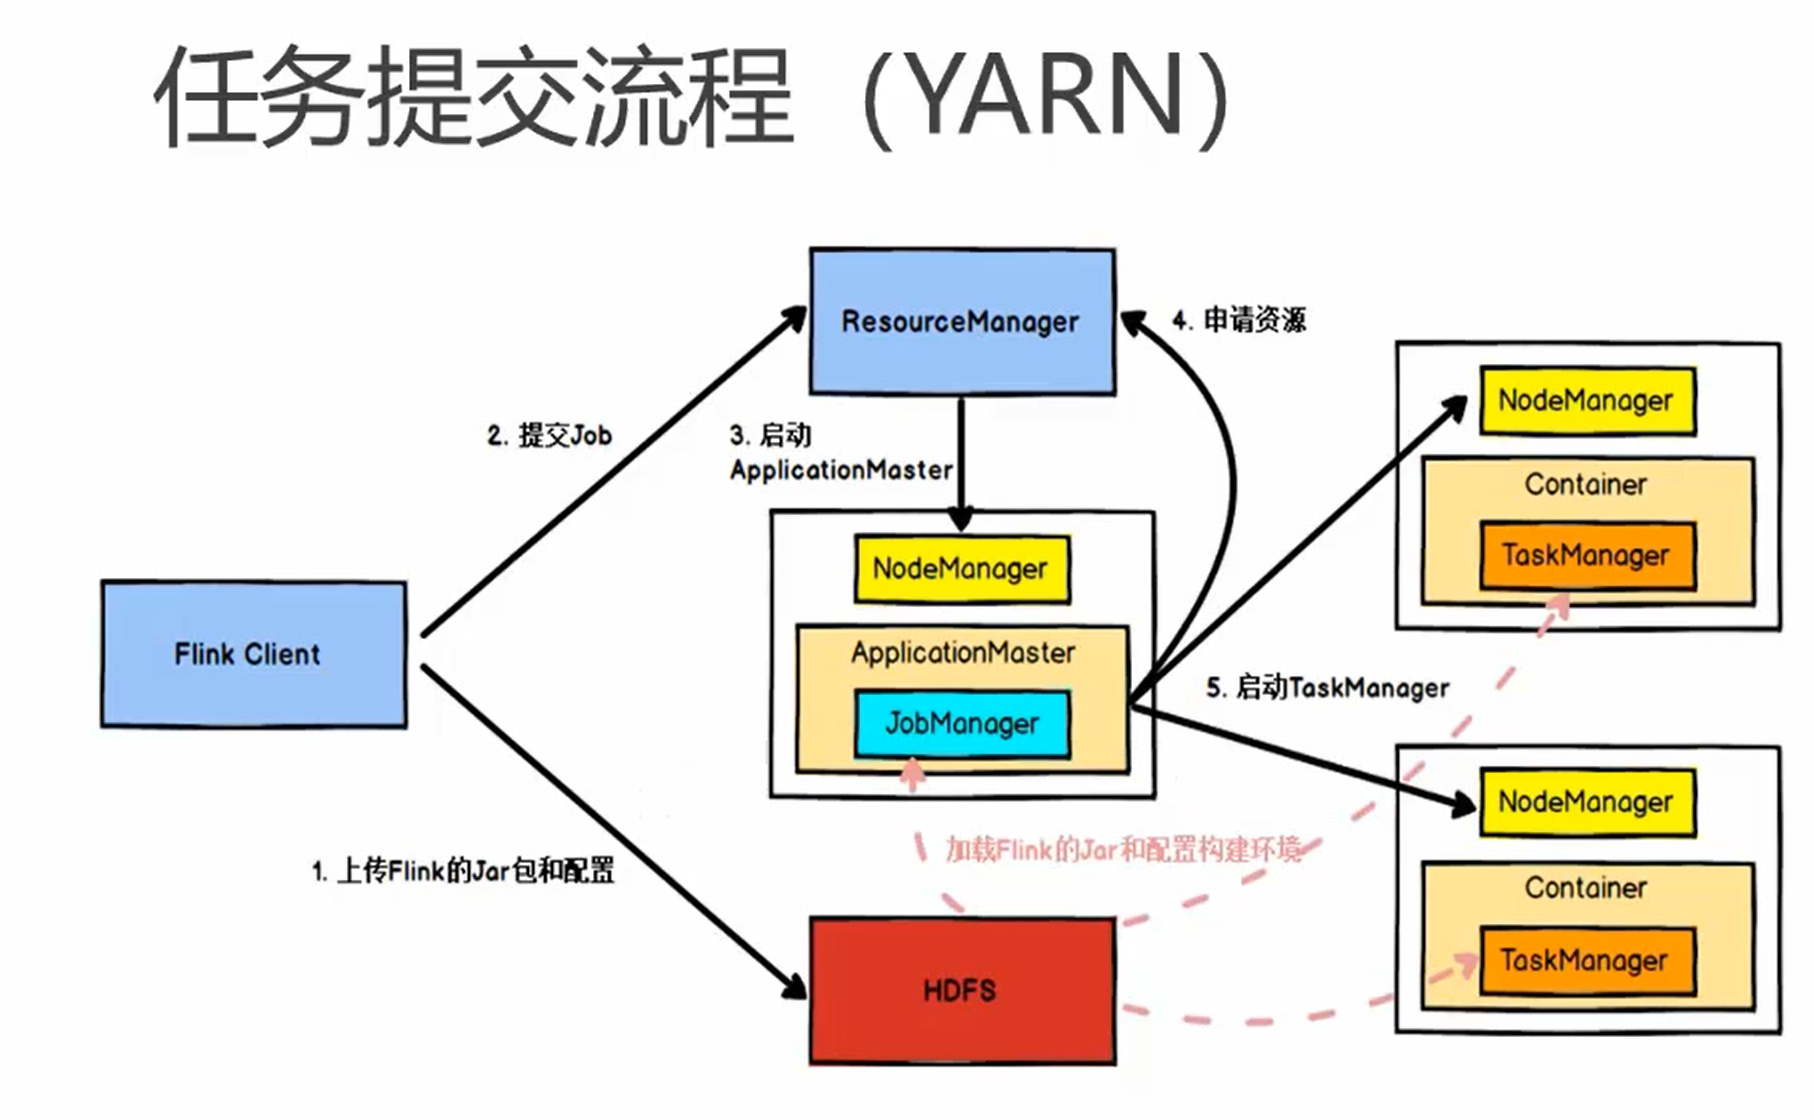 任务提交流程（YARN）
ResourceManager
4. 申请资源
2. 提交Job
3. 启动
ApplicationMaster
NodeManager
Container
TaskManager
NodeManager
ApplicationMaster
JobManager
Flink Client
5. 启动TaskManager
NodeManager
Container
TaskManager
加载Flink的Jar和配置构建环境
1. 上传Flink的Jar包和配置
HDFS